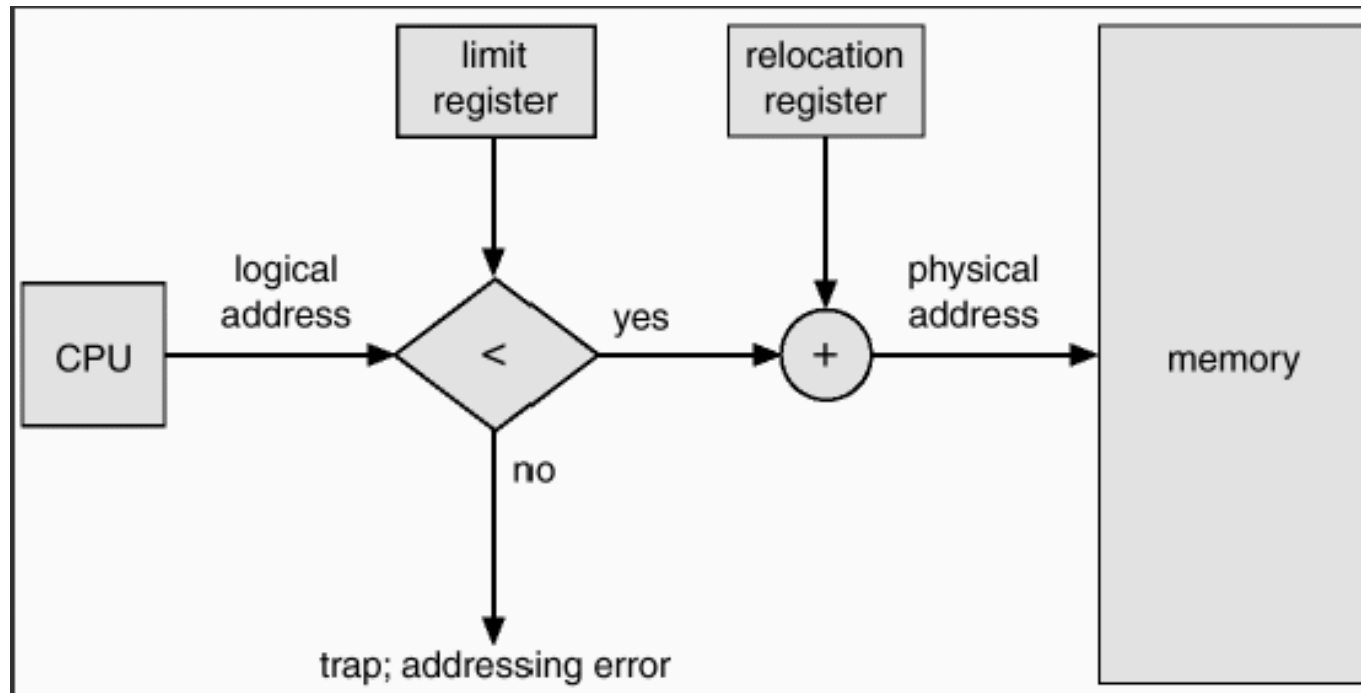 limit
register
relocation
register
logical
address
physical
address
CPU
<
yes
+
memory
no
trap; addressing error